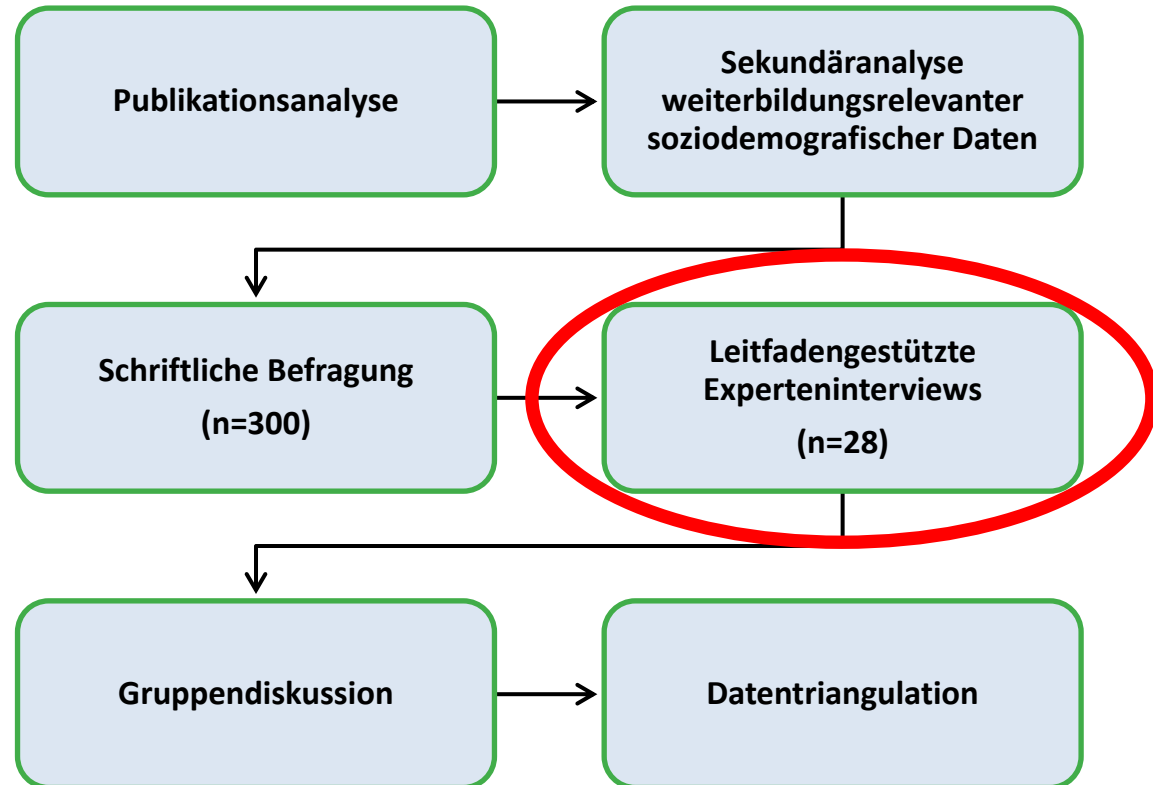 Publikationsanalyse
Sekundäranalyse
weiterbildungsrelevanter
soziodemografischer Daten
Schriftliche Befragung
(n=300)
Leitfadengestützte
Experteninterviews
(n=28)
Gruppendiskussion
Datentriangulation